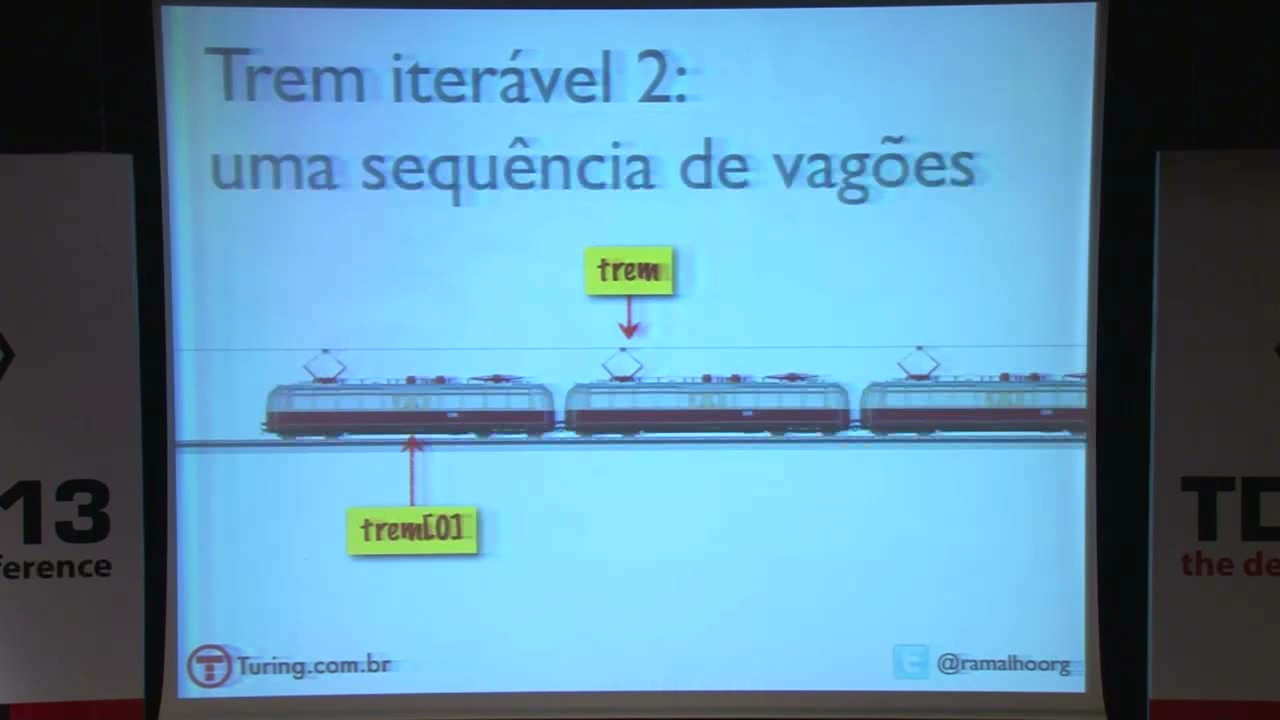 Trem iterável 2:
uma sequência de vagões
trem
trem[0]
13
ference
TD
the de
Turing.com.br
@ramalhoorg